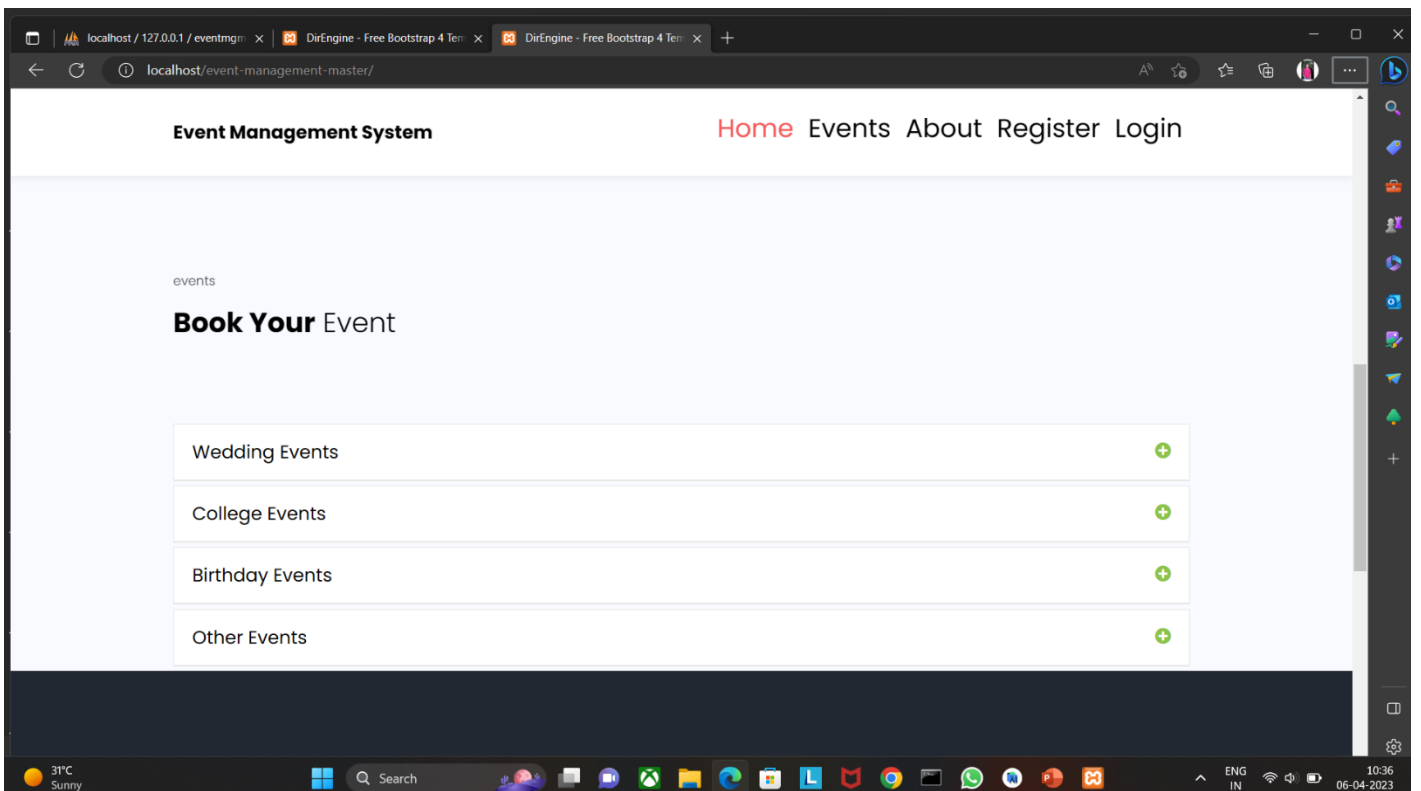 localhost / 127.0.0.1 / eventmgm
DirEngine - Free Bootstrap 4 Tem
DirEngine - Free Bootstrap 4 Tem
localhost/event-management-master/
Event Management System
Home Events About Register Login
events
Book Your Event
Wedding Events
College Events
Birthday Events
Other Events
31°C
Sunny
Search
ENG
IN
10:36
06-04-2023